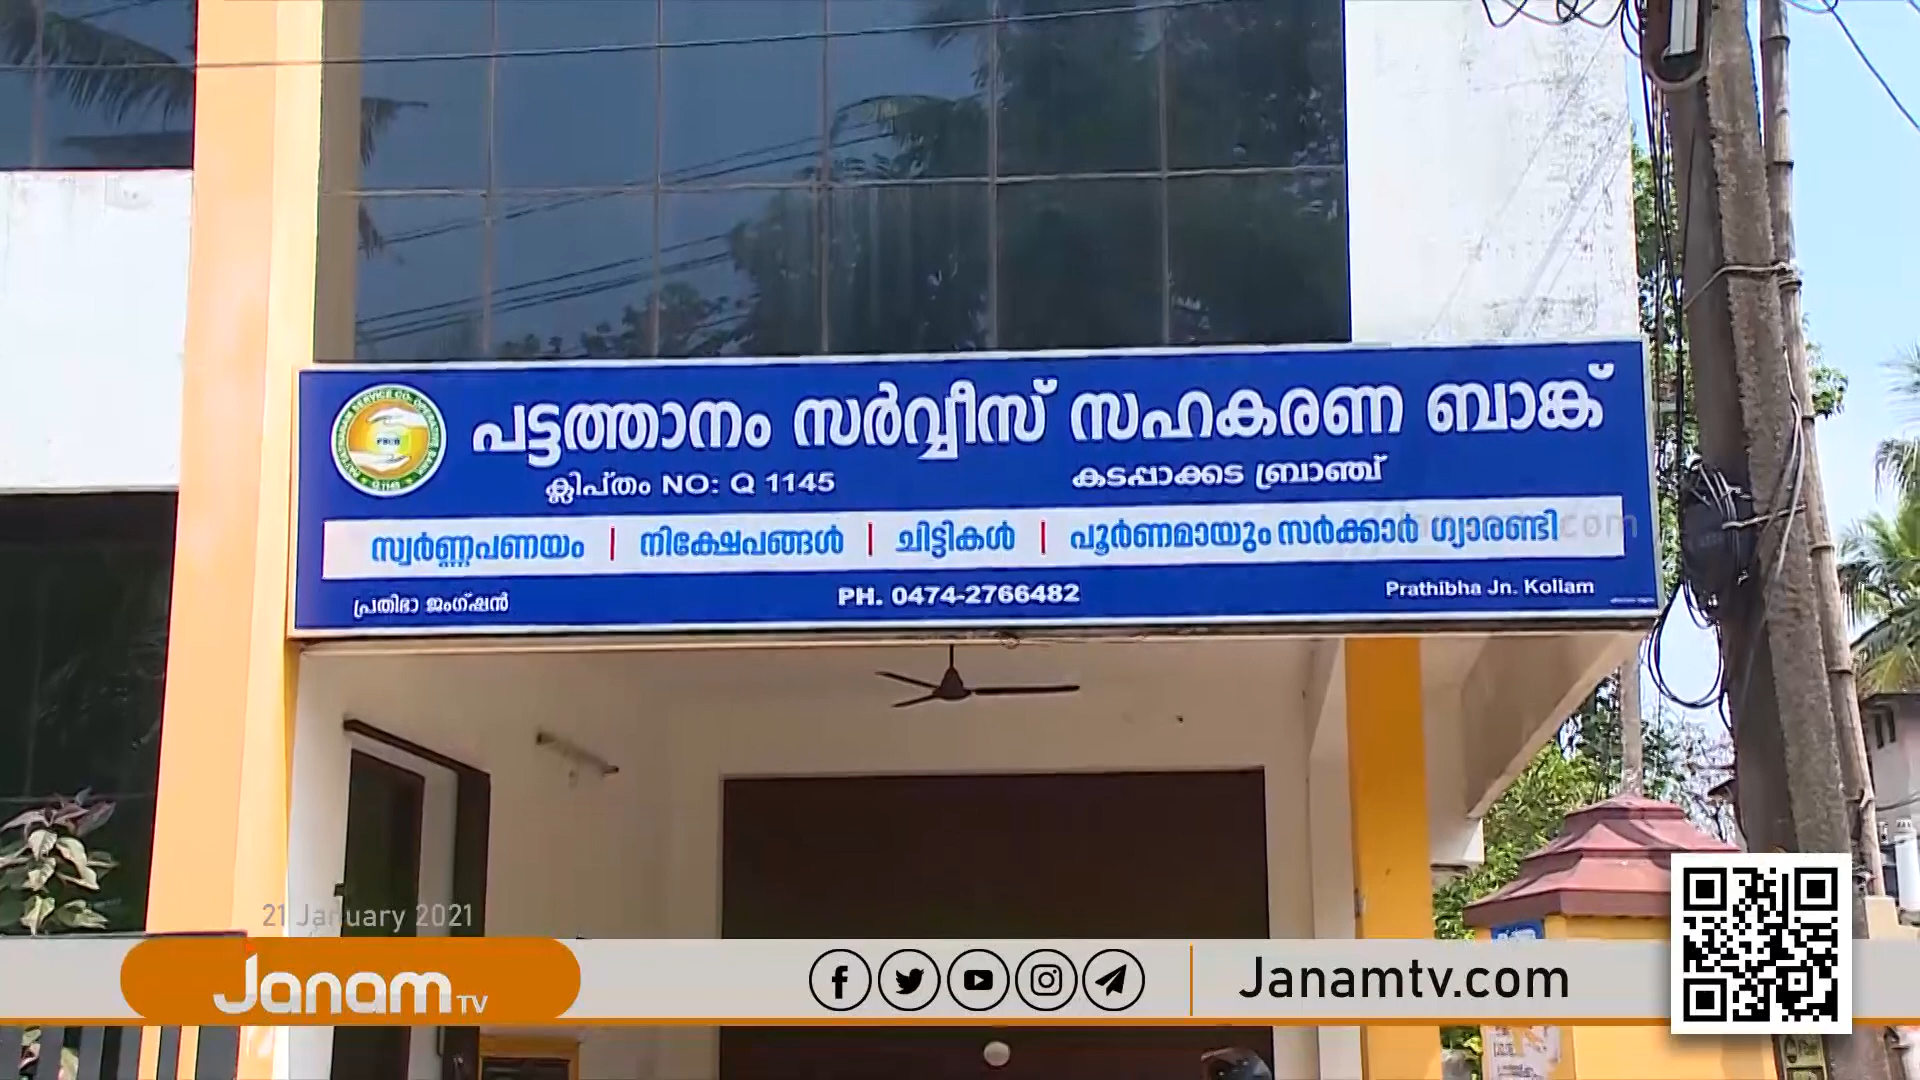 പട്ടത്താനം സർവ്വീസ് സഹകരണ ബാങ്ക്
ക്ലിപ്തം NO: Q 1145 കടപ്പാക്കട ബ്രാഞ്ച്
സ്വർണ്ണപണയം | നിക്ഷേപങ്ങൾ | ചിട്ടികൾ | പൂർണമായും സർക്കാർ ഗ്യാരണ്ടി
പ്രതിഭാ ജംഗ്ഷൻ PH. 0474-2766482 Prathibha Jn. Kollam
21 January 2021
Janam TV
Janamtv.com